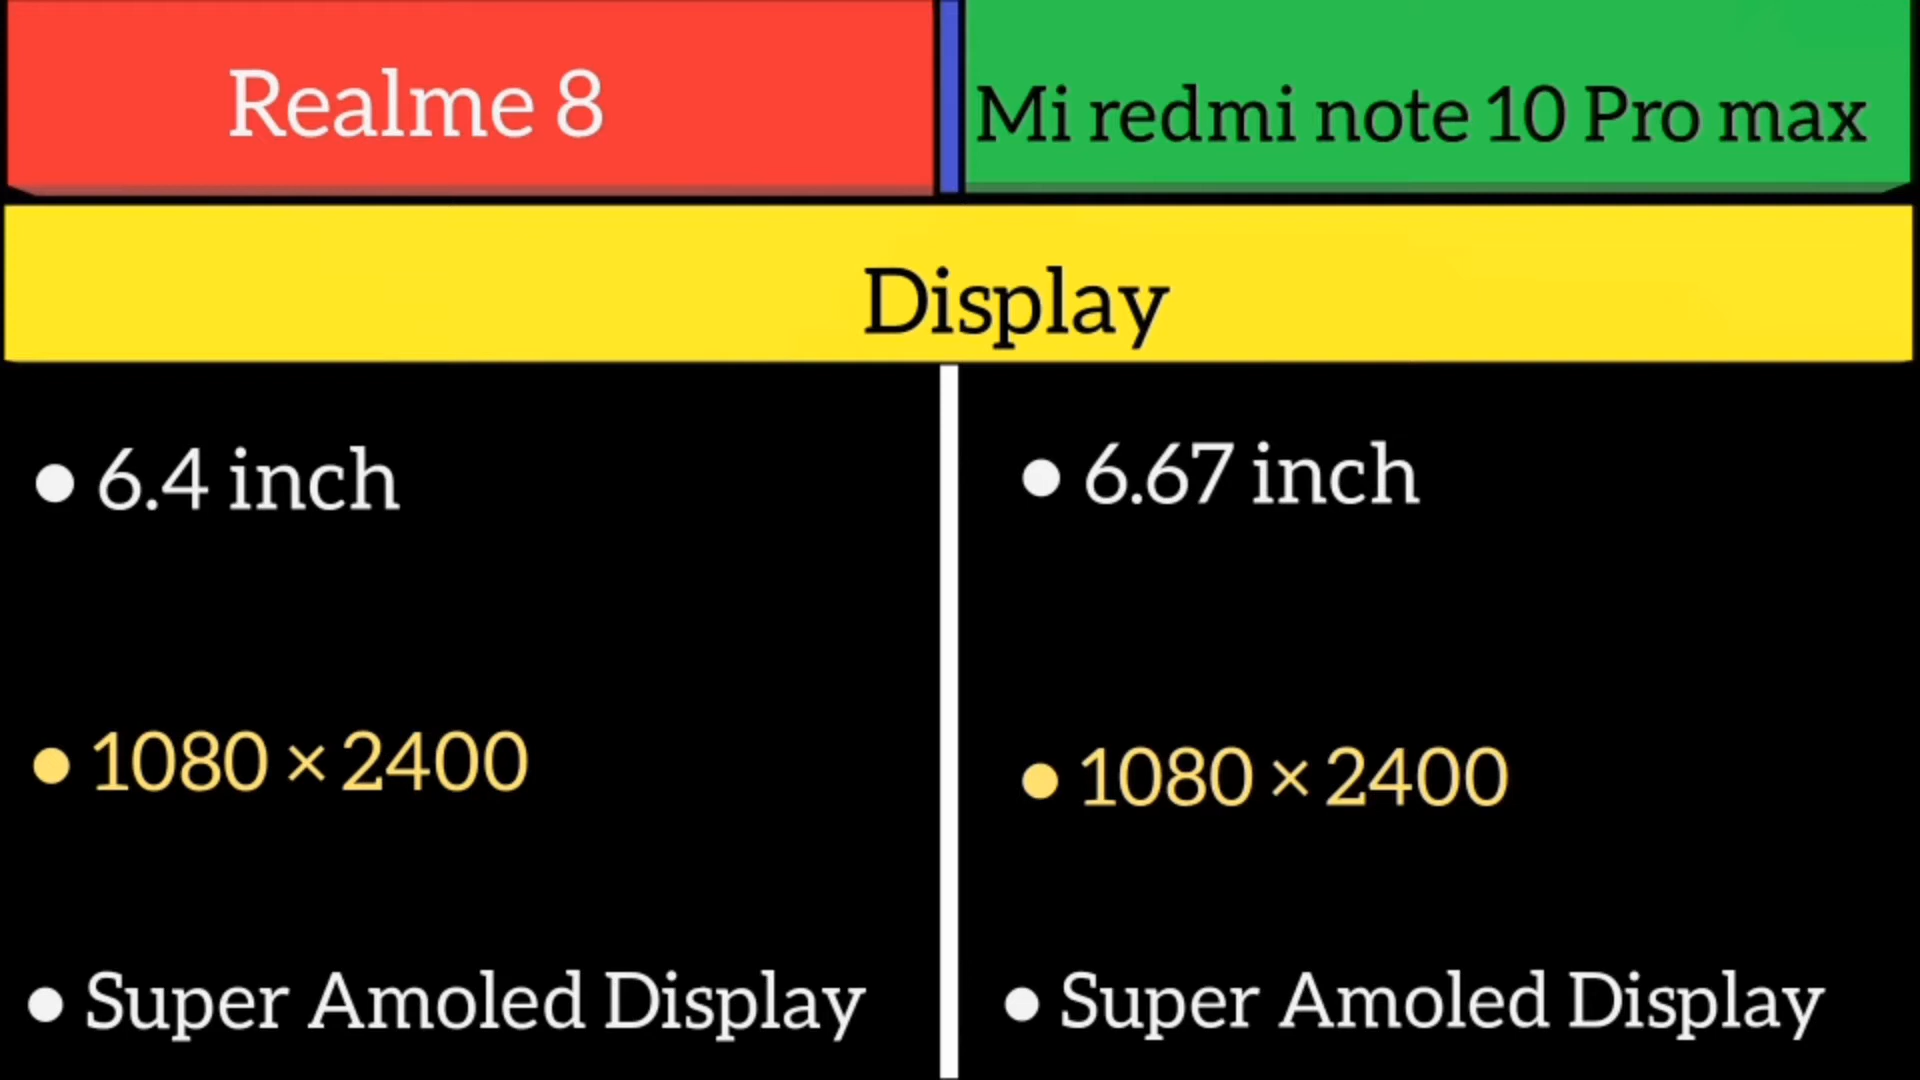 Realme 8
Mi redmi note 10 Pro max
Display
● 6.4 inch
● 6.67 inch
● 1080 × 2400
● 1080 × 2400
● Super Amoled Display
● Super Amoled Display